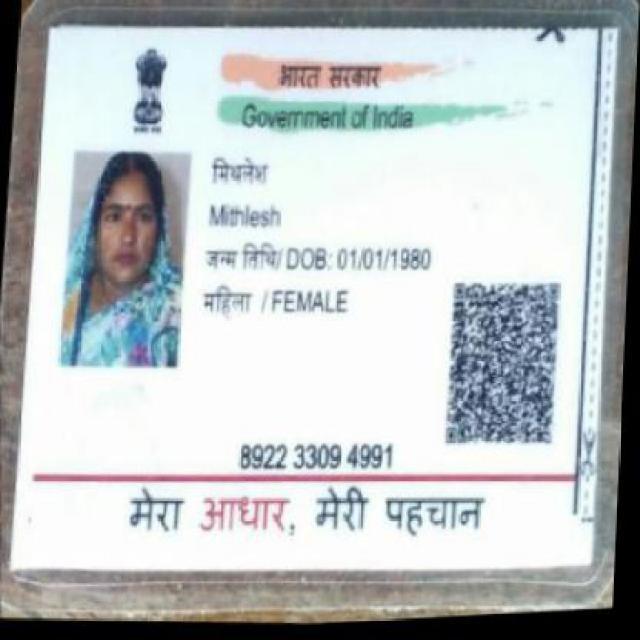 भारत सरकार
Government of India
मिथलेश
Mithlesh
जन्म तिथि/ DOB: 01/01/1980
महिला / FEMALE
8922 3309 4991
मेरा आधार, मेरी पहचान